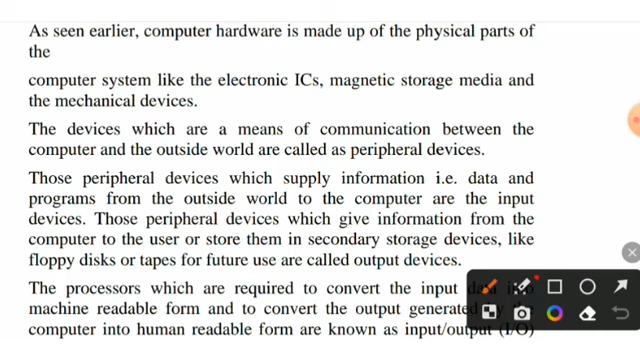 As seen earlier, computer hardware is made up of the physical parts of
the
computer system like the electronic ICs, magnetic storage media and
the mechanical devices.
The devices which are a means of communication between the
computer and the outside world are called as peripheral devices.
Those peripheral devices which supply information i.e. data and
programs from the outside world to the computer are the input
devices. Those peripheral devices which give information from the
computer to the user or store them in secondary storage devices, like
floppy disks or tapes for future use are called output devices.
The processors which are required to convert the input
machine readable form and to convert the output generated
computer into human readable form are known as input/output (I/O)